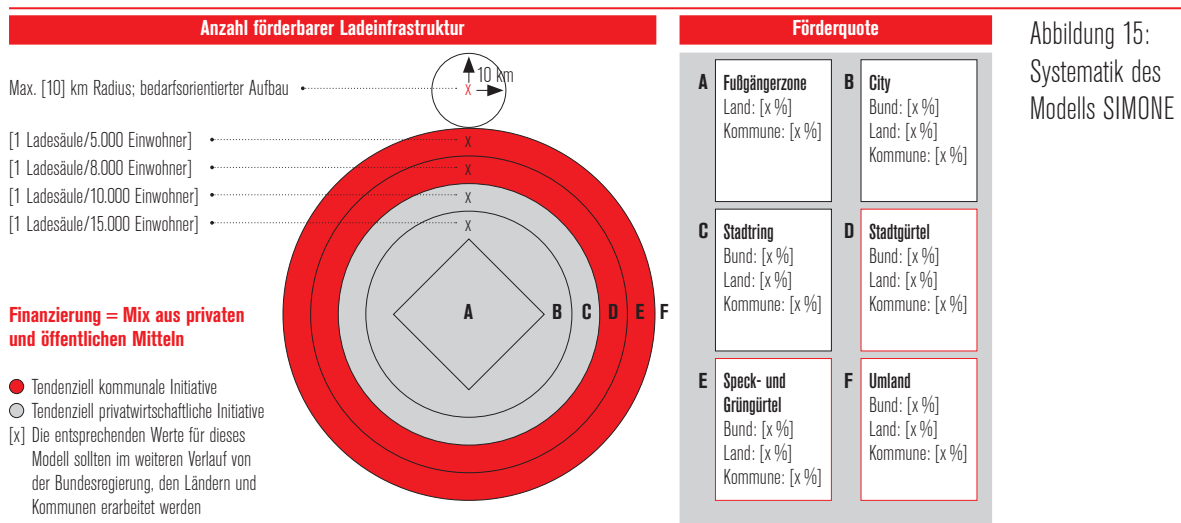 Anzahl förderbarer Ladeinfrastruktur
Max. [10] km Radius; bedarfsorientierter Aufbau
10 km
X
[1 Ladesäule/5.000 Einwohner]
X
[1 Ladesäule/8.000 Einwohner]
X
[1 Ladesäule/10.000 Einwohner]
X
[1 Ladesäule/15.000 Einwohner]
X
A B C D E F
Finanzierung = Mix aus privaten
und öffentlichen Mitteln
Tendenziell kommunale Initiative
Tendenziell privatwirtschaftliche Initiative
[x] Die entsprechenden Werte für dieses
Modell sollten im weiteren Verlauf von
der Bundesregierung, den Ländern und
Kommunen erarbeitet werden
Förderquote
A Fußgängerzone
Land: [x %]
Kommune: [x %]
B City
Bund: [x %]
Land: [x %]
Kommune: [x %]
C Stadtring
Bund: [x %]
Land: [x %]
Kommune: [x %]
D Stadtgürtel
Bund: [x %]
Land: [x %]
Kommune: [x %]
E Speck- und
Grüngürtel
Bund: [x %]
Land: [x %]
Kommune: [x %]
F Umland
Bund: [x %]
Land: [x %]
Kommune: [x %]
Abbildung 15:
Systematik des
Modells SIMONE